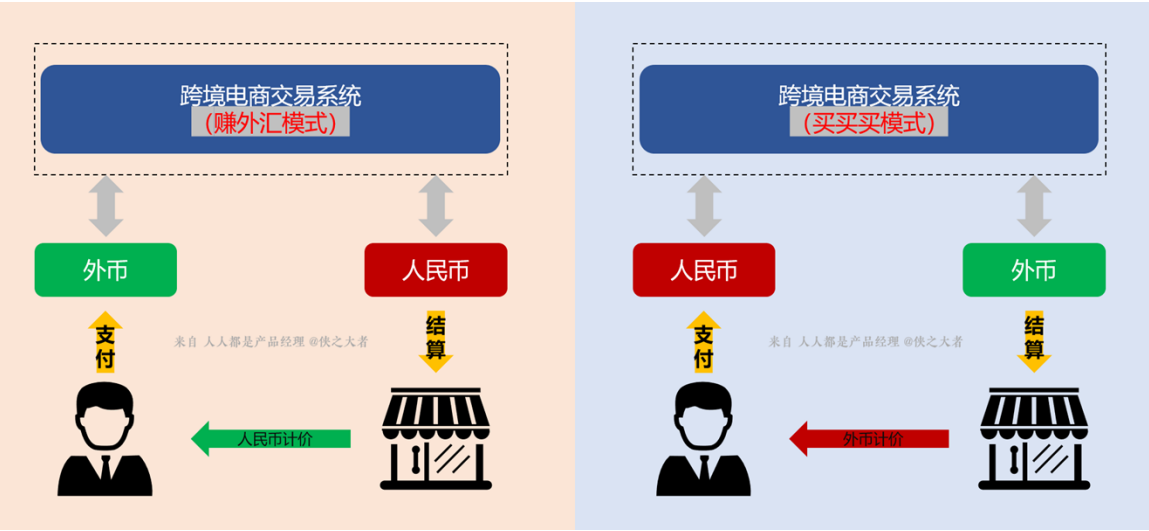 跨境电商交易系统
（赚外汇模式）
外币
人民币
支付
结算
来自 人人都是产品经理 @侠之大者
人民币计价
跨境电商交易系统
（买买买模式）
人民币
外币
支付
结算
来自 人人都是产品经理 @侠之大者
外币计价